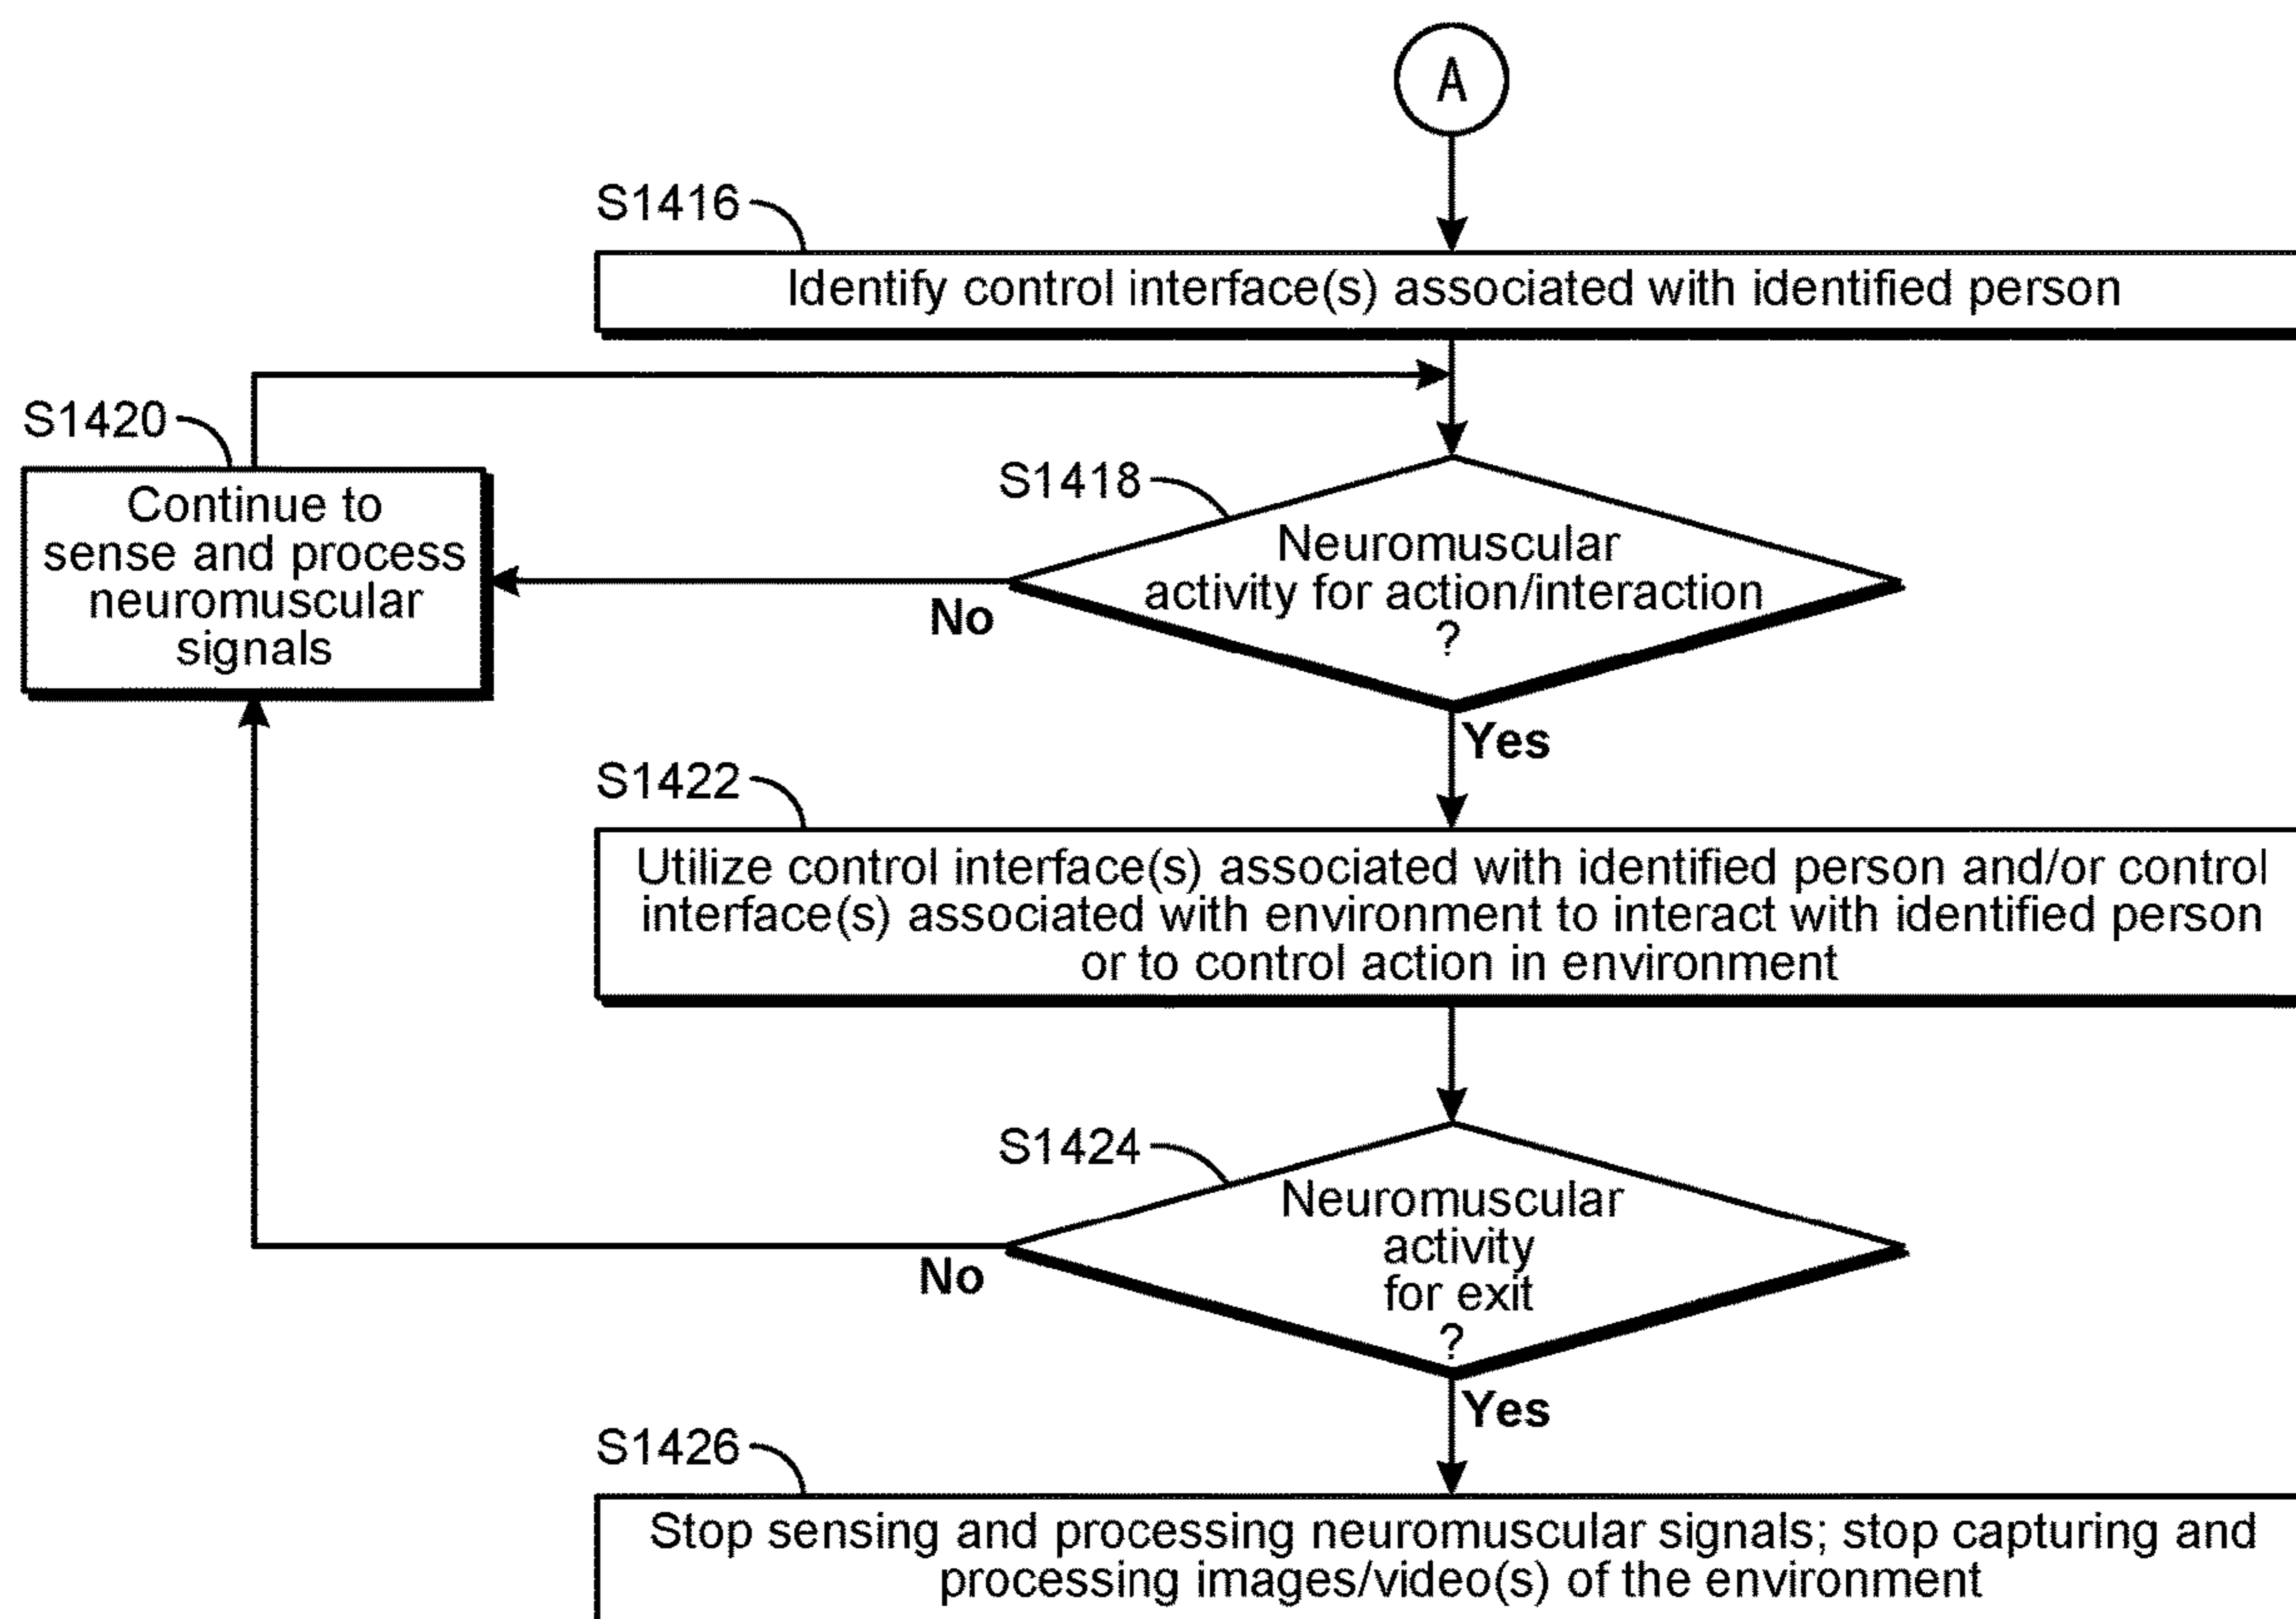 A
S1416
Identify control interface(s) associated with identified person
S1420
Continue to
sense and process
neuromuscular
signals
S1418
Neuromuscular
activity for action/interaction
?
No
Yes
S1422
Utilize control interface(s) associated with identified person and/or control
interface(s) associated with environment to interact with identified person
or to control action in environment
S1424
Neuromuscular
activity
for exit
?
No
Yes
S1426
Stop sensing and processing neuromuscular signals; stop capturing and
processing images/video(s) of the environment